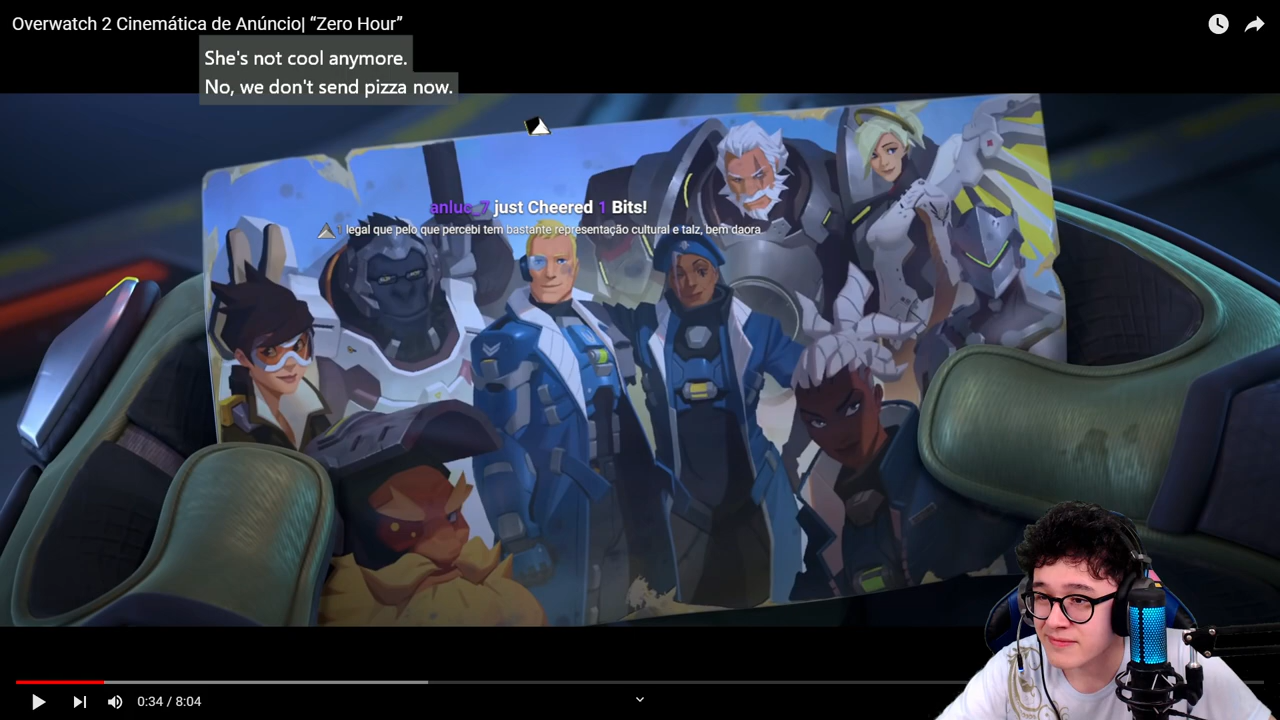 Overwatch 2 Cinemática de Anúncio| “Zero Hour”
She's not cool anymore.
No, we don't send pizza now.
anluc_7 just Cheered 1 Bits!
1 legal que pelo que percebi tem bastante representação cultural e talz, bem daora
0:34 / 8:04